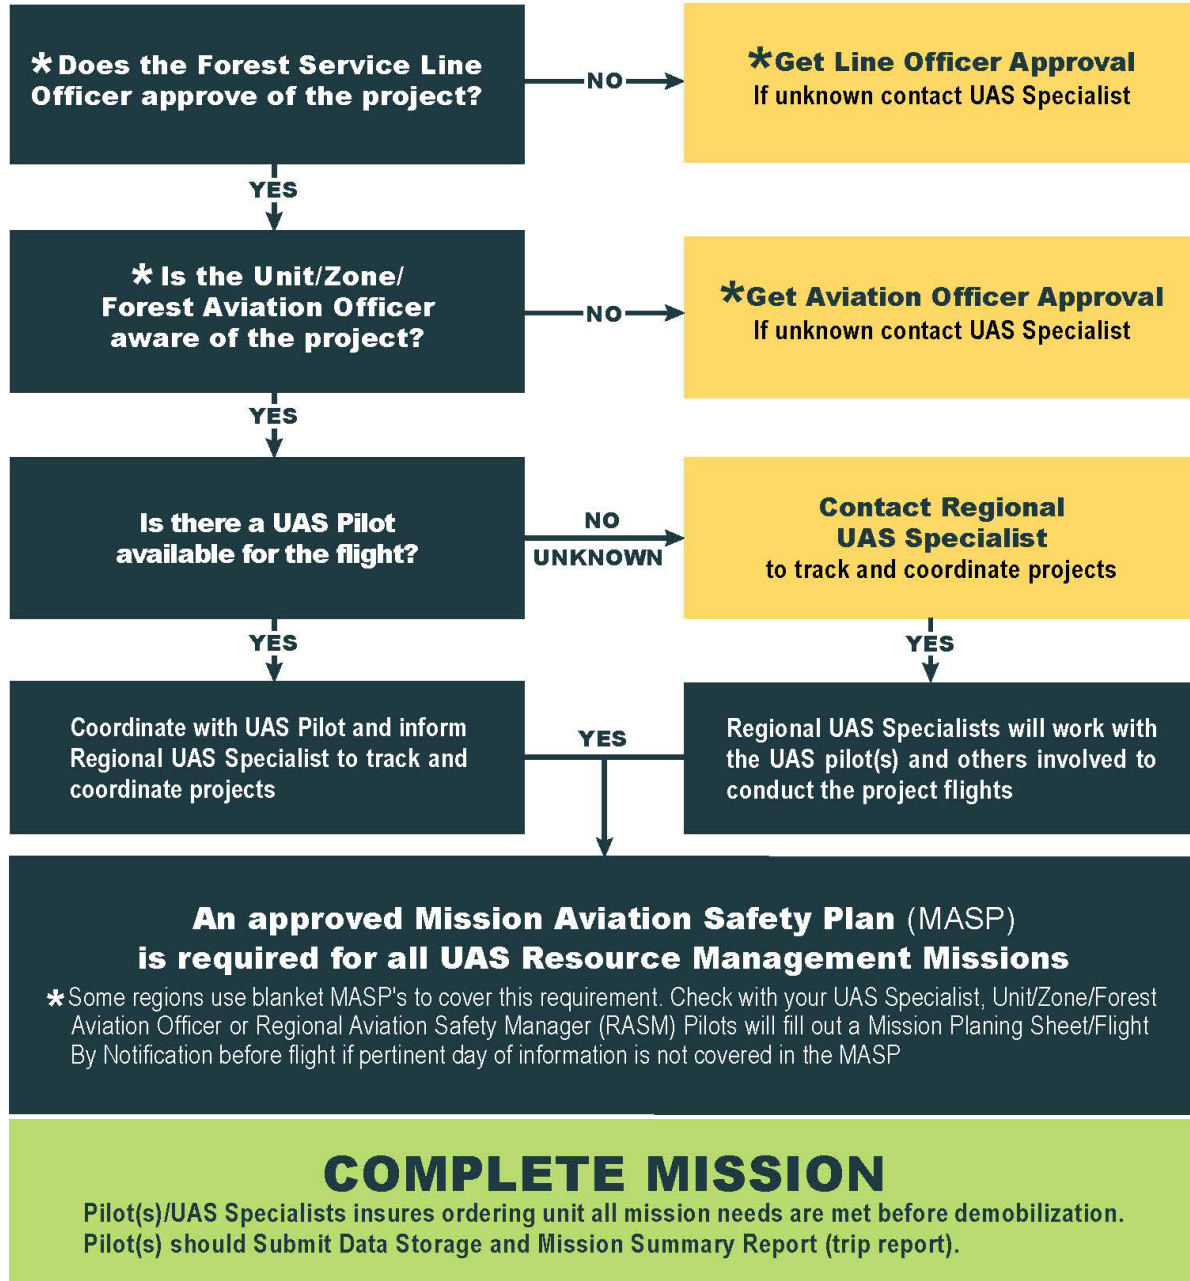 *Does the Forest Service Line
Officer approve of the project?
NO
*Get Line Officer Approval
If unknown contact UAS Specialist
YES
* Is the Unit/Zone/
Forest Aviation Officer
aware of the project?
NO
*Get Aviation Officer Approval
If unknown contact UAS Specialist
YES
Is there a UAS Pilot
available for the flight?
NO
UNKNOWN
Contact Regional
UAS Specialist
to track and coordinate projects
YES
YES
Coordinate with UAS Pilot and inform
Regional UAS Specialist to track and
coordinate projects
YES
Regional UAS Specialists will work with
the UAS pilot(s) and others involved to
conduct the project flights
An approved Mission Aviation Safety Plan (MASP)
is required for all UAS Resource Management Missions
*Some regions use blanket MASP's to cover this requirement. Check with your UAS Specialist, Unit/Zone/Forest
Aviation Officer or Regional Aviation Safety Manager (RASM) Pilots will fill out a Mission Planing Sheet/Flight
By Notification before flight if pertinent day of information is not covered in the MASP
COMPLETE MISSION
Pilot(s)/UAS Specialists insures ordering unit all mission needs are met before demobilization.
Pilot(s) should Submit Data Storage and Mission Summary Report (trip report).